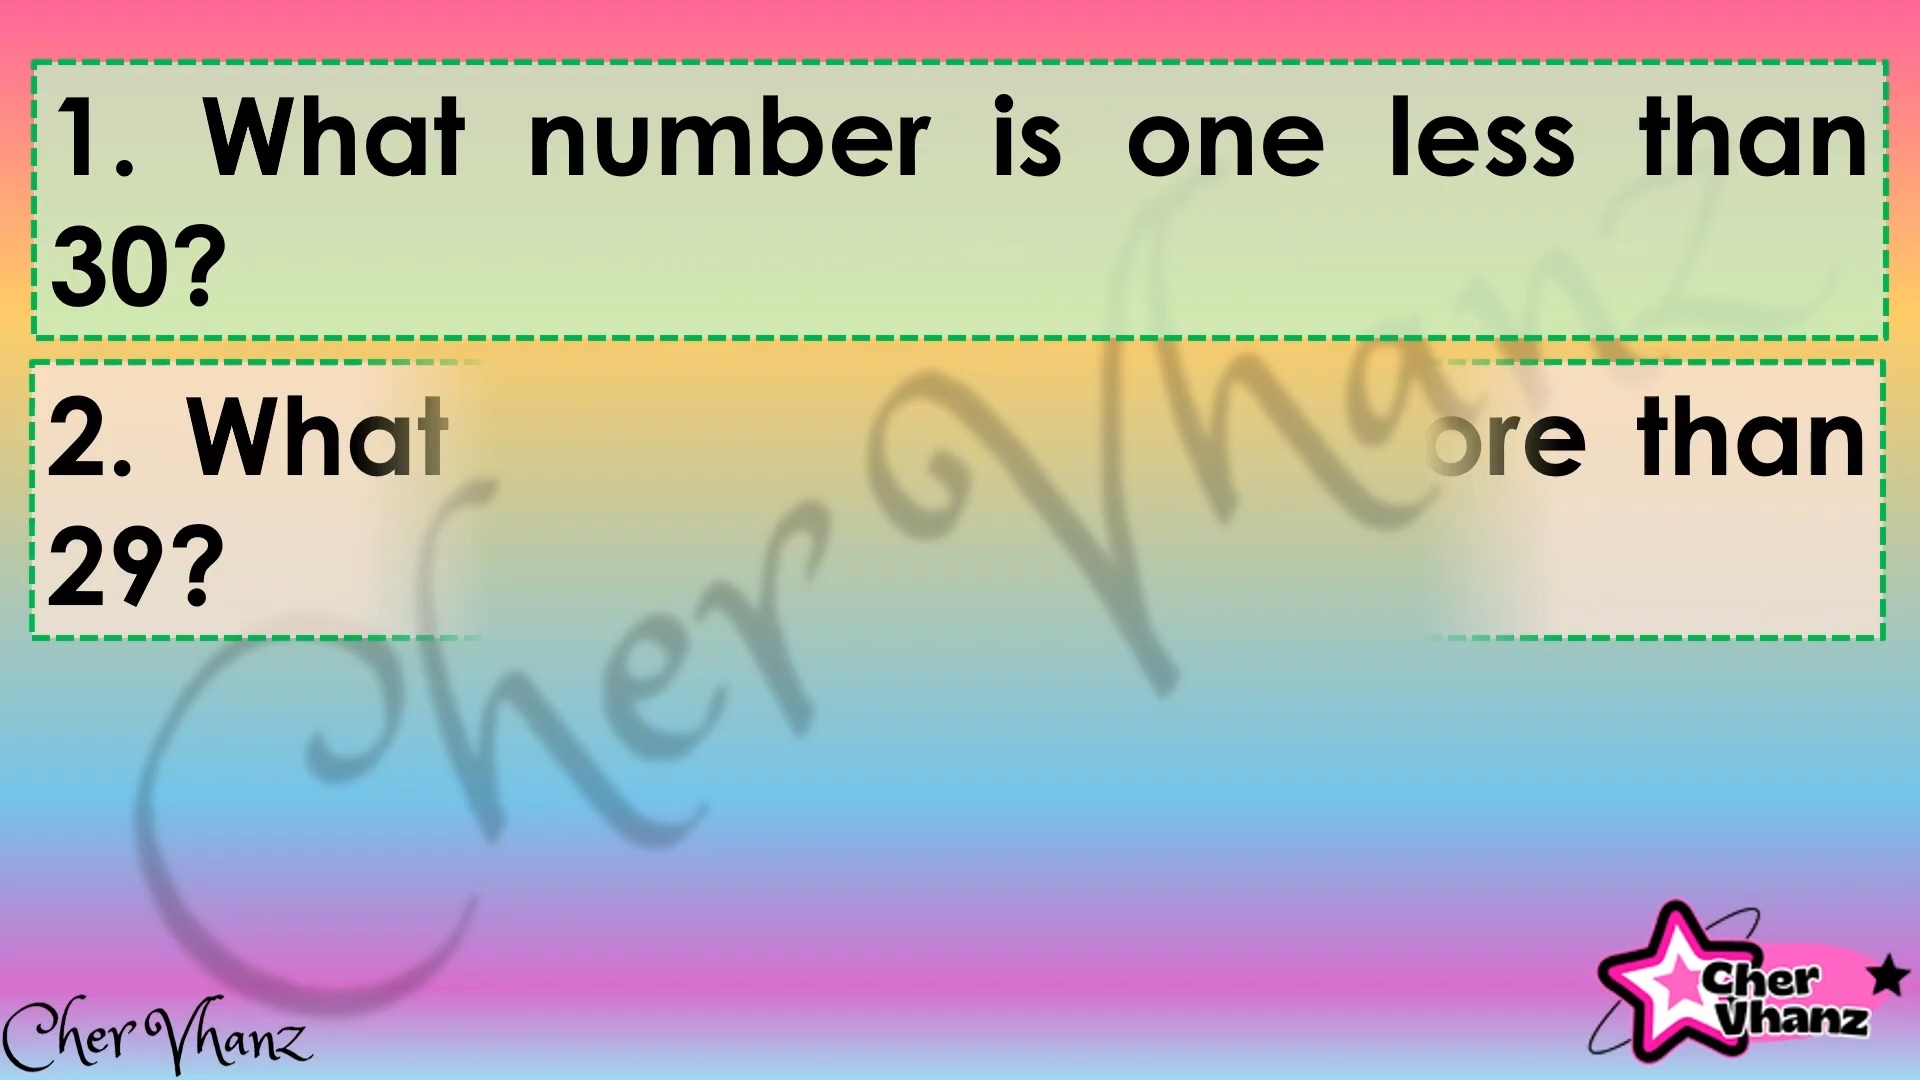 1. What number is one less than
30?
2. What ore than
29?
Cher Vhanz
Cher Vhanz
Cher
Vhanz